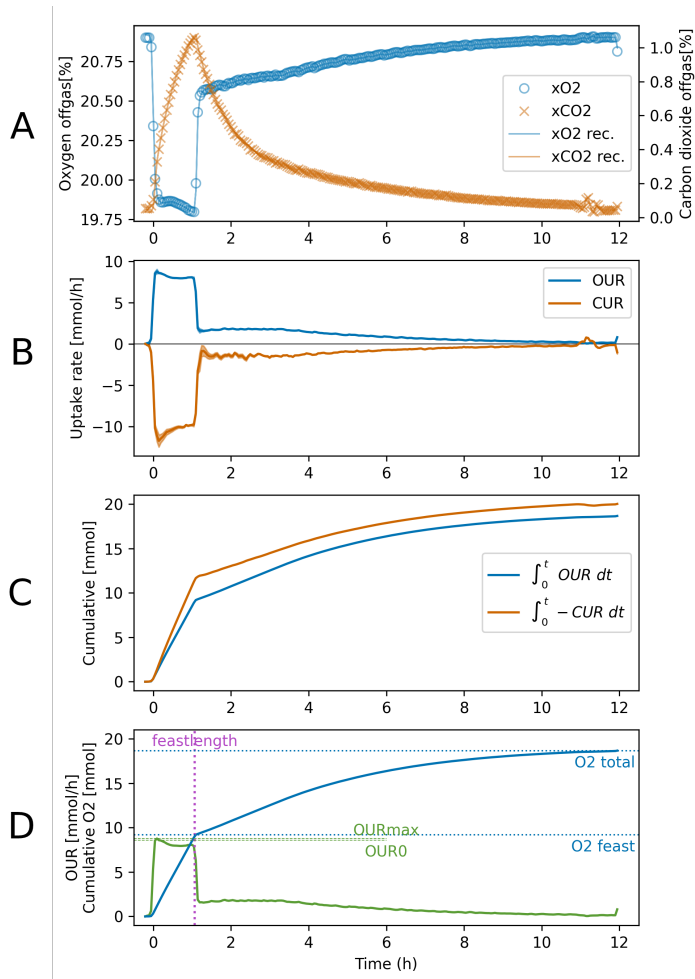 A
Oxygen offgas[%]
20.75
20.50
20.25
20.00
19.75
1.0
0.8
0.6
0.4
0.2
0.0
Carbon dioxide offgas[%]
xO2
xCO2
xO2 rec.
xCO2 rec.
0 2 4 6 8 10 12
B
Uptake rate [mmol/h]
10
5
0
−5
−10
OUR
CUR
0 2 4 6 8 10 12
C
Cumulative [mmol]
20
15
10
5
0
∫₀ᵗ OUR dt
∫₀ᵗ − CUR dt
0 2 4 6 8 10 12
D
OUR [mmol/h]
Cumulative O2 [mmol]
20
15
10
5
0
feastlength
O2 total
OURmax
OUR0
O2 feast
0 2 4 6 8 10 12
Time (h)